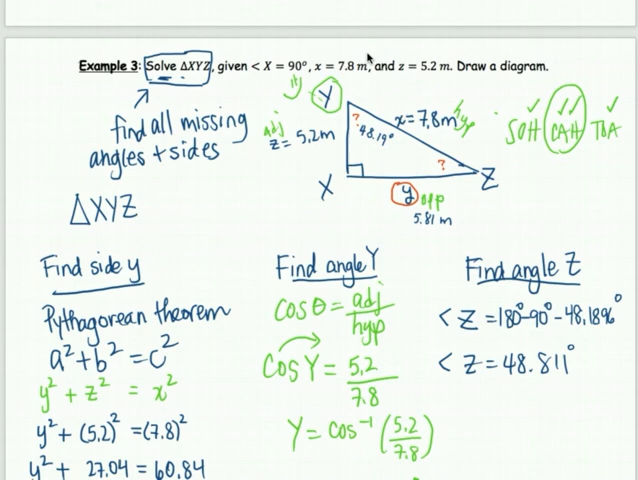 Example 3: Solve ΔXYZ, given < X = 90°, x = 7.8 m, and z = 5.2 m. Draw a diagram.
find all missing
angles + sides
ΔXYZ
Y
?
48.19°
x=7.8m
hyp
adj
z = 5.2m
?
X
Z
y
opp
5.81 m
SOH CAH TOA
Find side y
Pythagorean theorem
a²+b² = c²
y² + z² = x²
y² + (5.2)² = (7.8)²
y² + 27.04 = 60.84
Find angle Y
cos θ = adj
hyp
cos Y = 5.2
7.8
Y = cos⁻¹ (5.2
7.8)
Find angle Z
< Z = 180°-90°-48.1896°
< Z = 48.811°